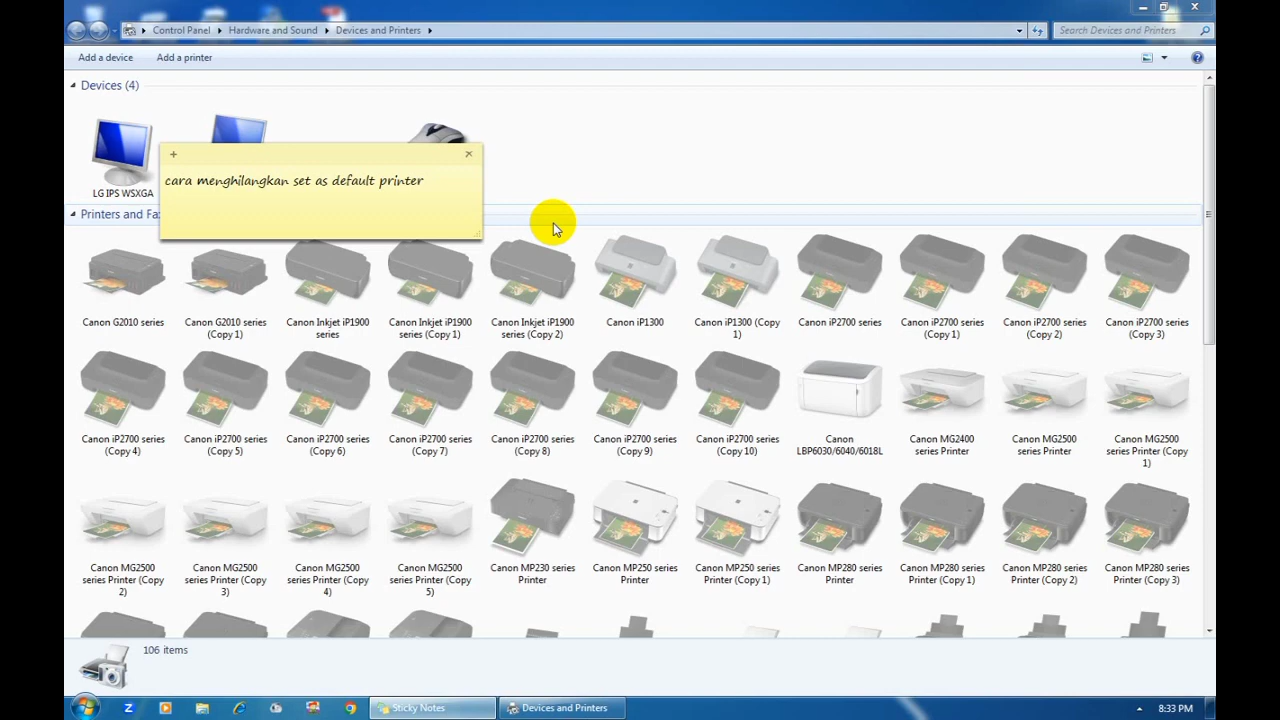 Control Panel
Hardware and Sound
Devices and Printers
Search Devices and Printers
Add a device
Add a printer
Devices (4)
LG IPS WSXGA
+
×
cara menghilangkan set as default printer
Printers and Fa
Canon G2010 series
Canon G2010 series
(Copy 1)
Canon Inkjet iP1900
series
Canon Inkjet iP1900
series (Copy 1)
Canon Inkjet iP1900
series (Copy 2)
Canon iP1300
Canon iP1300 (Copy
1)
Canon iP2700 series
Canon iP2700 series
(Copy 1)
Canon iP2700 series
(Copy 2)
Canon iP2700 series
(Copy 3)
Canon iP2700 series
(Copy 4)
Canon iP2700 series
(Copy 5)
Canon iP2700 series
(Copy 6)
Canon iP2700 series
(Copy 7)
Canon iP2700 series
(Copy 8)
Canon iP2700 series
(Copy 9)
Canon iP2700 series
(Copy 10)
Canon
LBP6030/6040/6018L
Canon MG2400
series Printer
Canon MG2500
series Printer
Canon MG2500
series Printer (Copy
1)
Canon MG2500
series Printer (Copy
2)
Canon MG2500
series Printer (Copy
3)
Canon MG2500
series Printer (Copy
4)
Canon MG2500
series Printer (Copy
5)
Canon MP230 series
Printer
Canon MP250 series
Printer
Canon MP250 series
Printer (Copy 1)
Canon MP280 series
Printer
Canon MP280 series
Printer (Copy 1)
Canon MP280 series
Printer (Copy 2)
Canon MP280 series
Printer (Copy 3)
106 items
Sticky Notes
Devices and Printers
8:33 PM